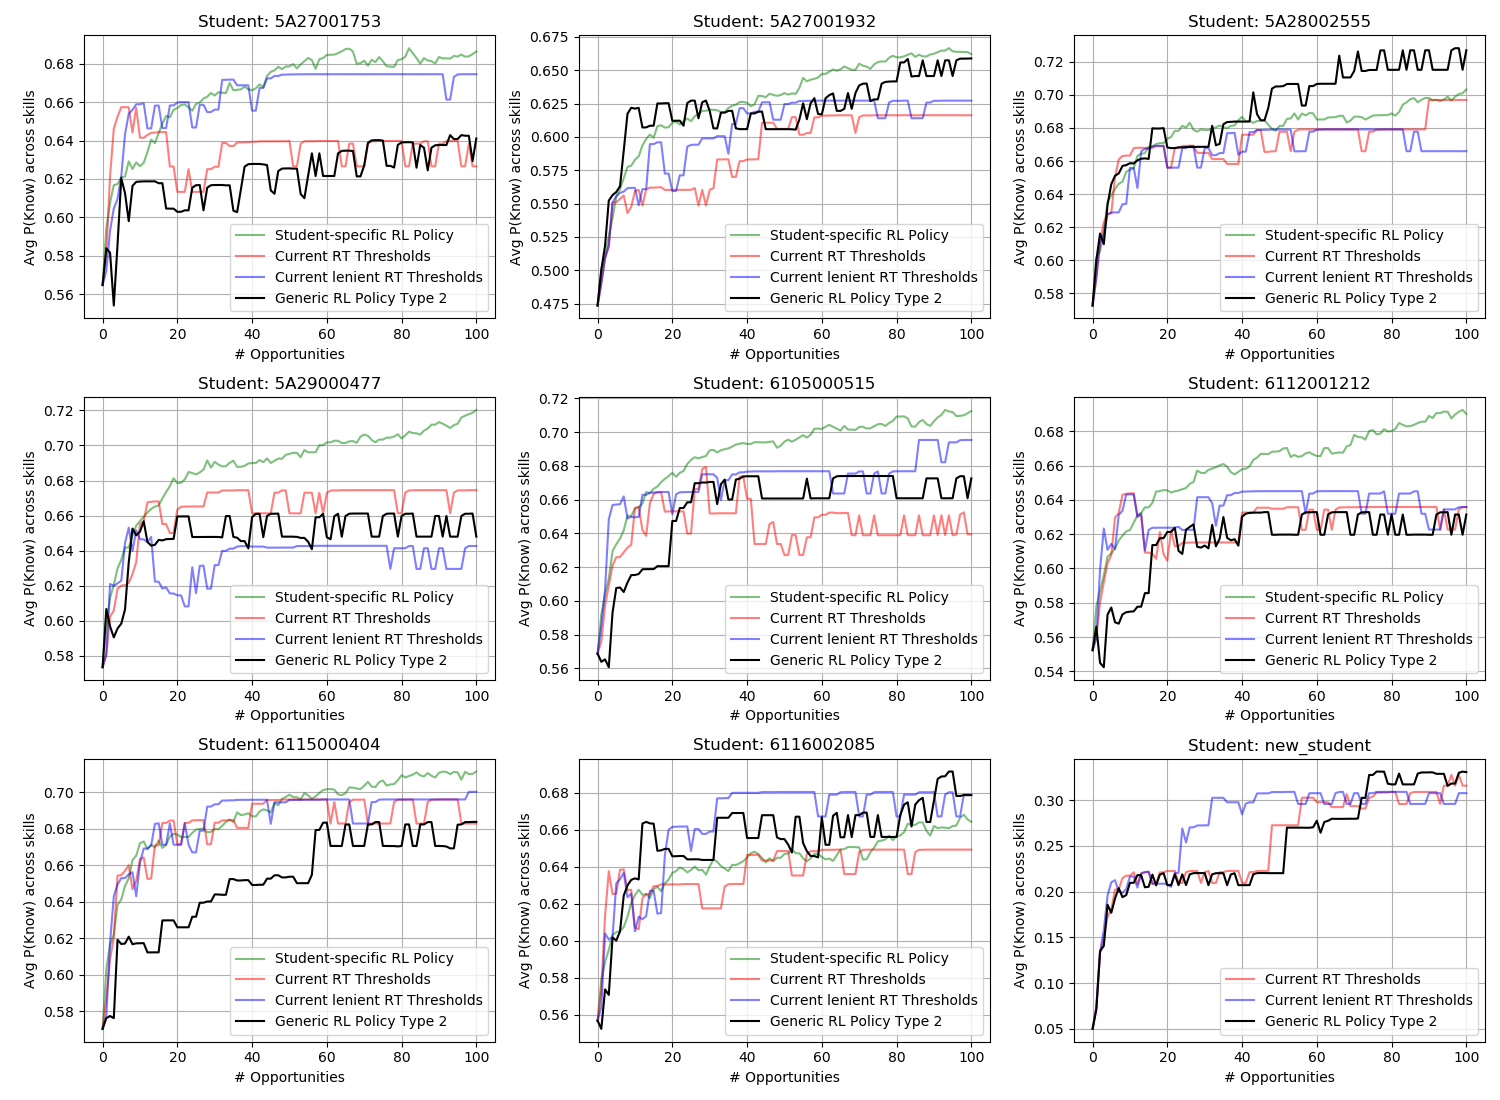 Student: 5A27001753
Avg P(Know) across skills
0.68
0.66
0.64
0.62
0.60
0.58
0.56
Student-specific RL Policy
Current RT Thresholds
Current lenient RT Thresholds
Generic RL Policy Type 2
0 20 40 60 80 100
# Opportunities
Student: 5A27001932
Avg P(Know) across skills
0.675
0.650
0.625
0.600
0.575
0.550
0.525
0.500
0.475
Student-specific RL Policy
Current RT Thresholds
Current lenient RT Thresholds
Generic RL Policy Type 2
0 20 40 60 80 100
# Opportunities
Student: 5A28002555
Avg P(Know) across skills
0.72
0.70
0.68
0.66
0.64
0.62
0.60
0.58
Student-specific RL Policy
Current RT Thresholds
Current lenient RT Thresholds
Generic RL Policy Type 2
0 20 40 60 80 100
# Opportunities
Student: 5A29000477
Avg P(Know) across skills
0.72
0.70
0.68
0.66
0.64
0.62
0.60
0.58
Student-specific RL Policy
Current RT Thresholds
Current lenient RT Thresholds
Generic RL Policy Type 2
0 20 40 60 80 100
# Opportunities
Student: 6105000515
Avg P(Know) across skills
0.72
0.70
0.68
0.66
0.64
0.62
0.60
0.58
0.56
Student-specific RL Policy
Current RT Thresholds
Current lenient RT Thresholds
Generic RL Policy Type 2
0 20 40 60 80 100
# Opportunities
Student: 6112001212
Avg P(Know) across skills
0.68
0.66
0.64
0.62
0.60
0.58
0.56
0.54
Student-specific RL Policy
Current RT Thresholds
Current lenient RT Thresholds
Generic RL Policy Type 2
0 20 40 60 80 100
# Opportunities
Student: 6115000404
Avg P(Know) across skills
0.70
0.68
0.66
0.64
0.62
0.60
0.58
Student-specific RL Policy
Current RT Thresholds
Current lenient RT Thresholds
Generic RL Policy Type 2
0 20 40 60 80 100
# Opportunities
Student: 6116002085
Avg P(Know) across skills
0.68
0.66
0.64
0.62
0.60
0.58
0.56
Student-specific RL Policy
Current RT Thresholds
Current lenient RT Thresholds
Generic RL Policy Type 2
0 20 40 60 80 100
# Opportunities
Student: new_student
Avg P(Know) across skills
0.30
0.25
0.20
0.15
0.10
0.05
Current RT Thresholds
Current lenient RT Thresholds
Generic RL Policy Type 2
0 20 40 60 80 100
# Opportunities